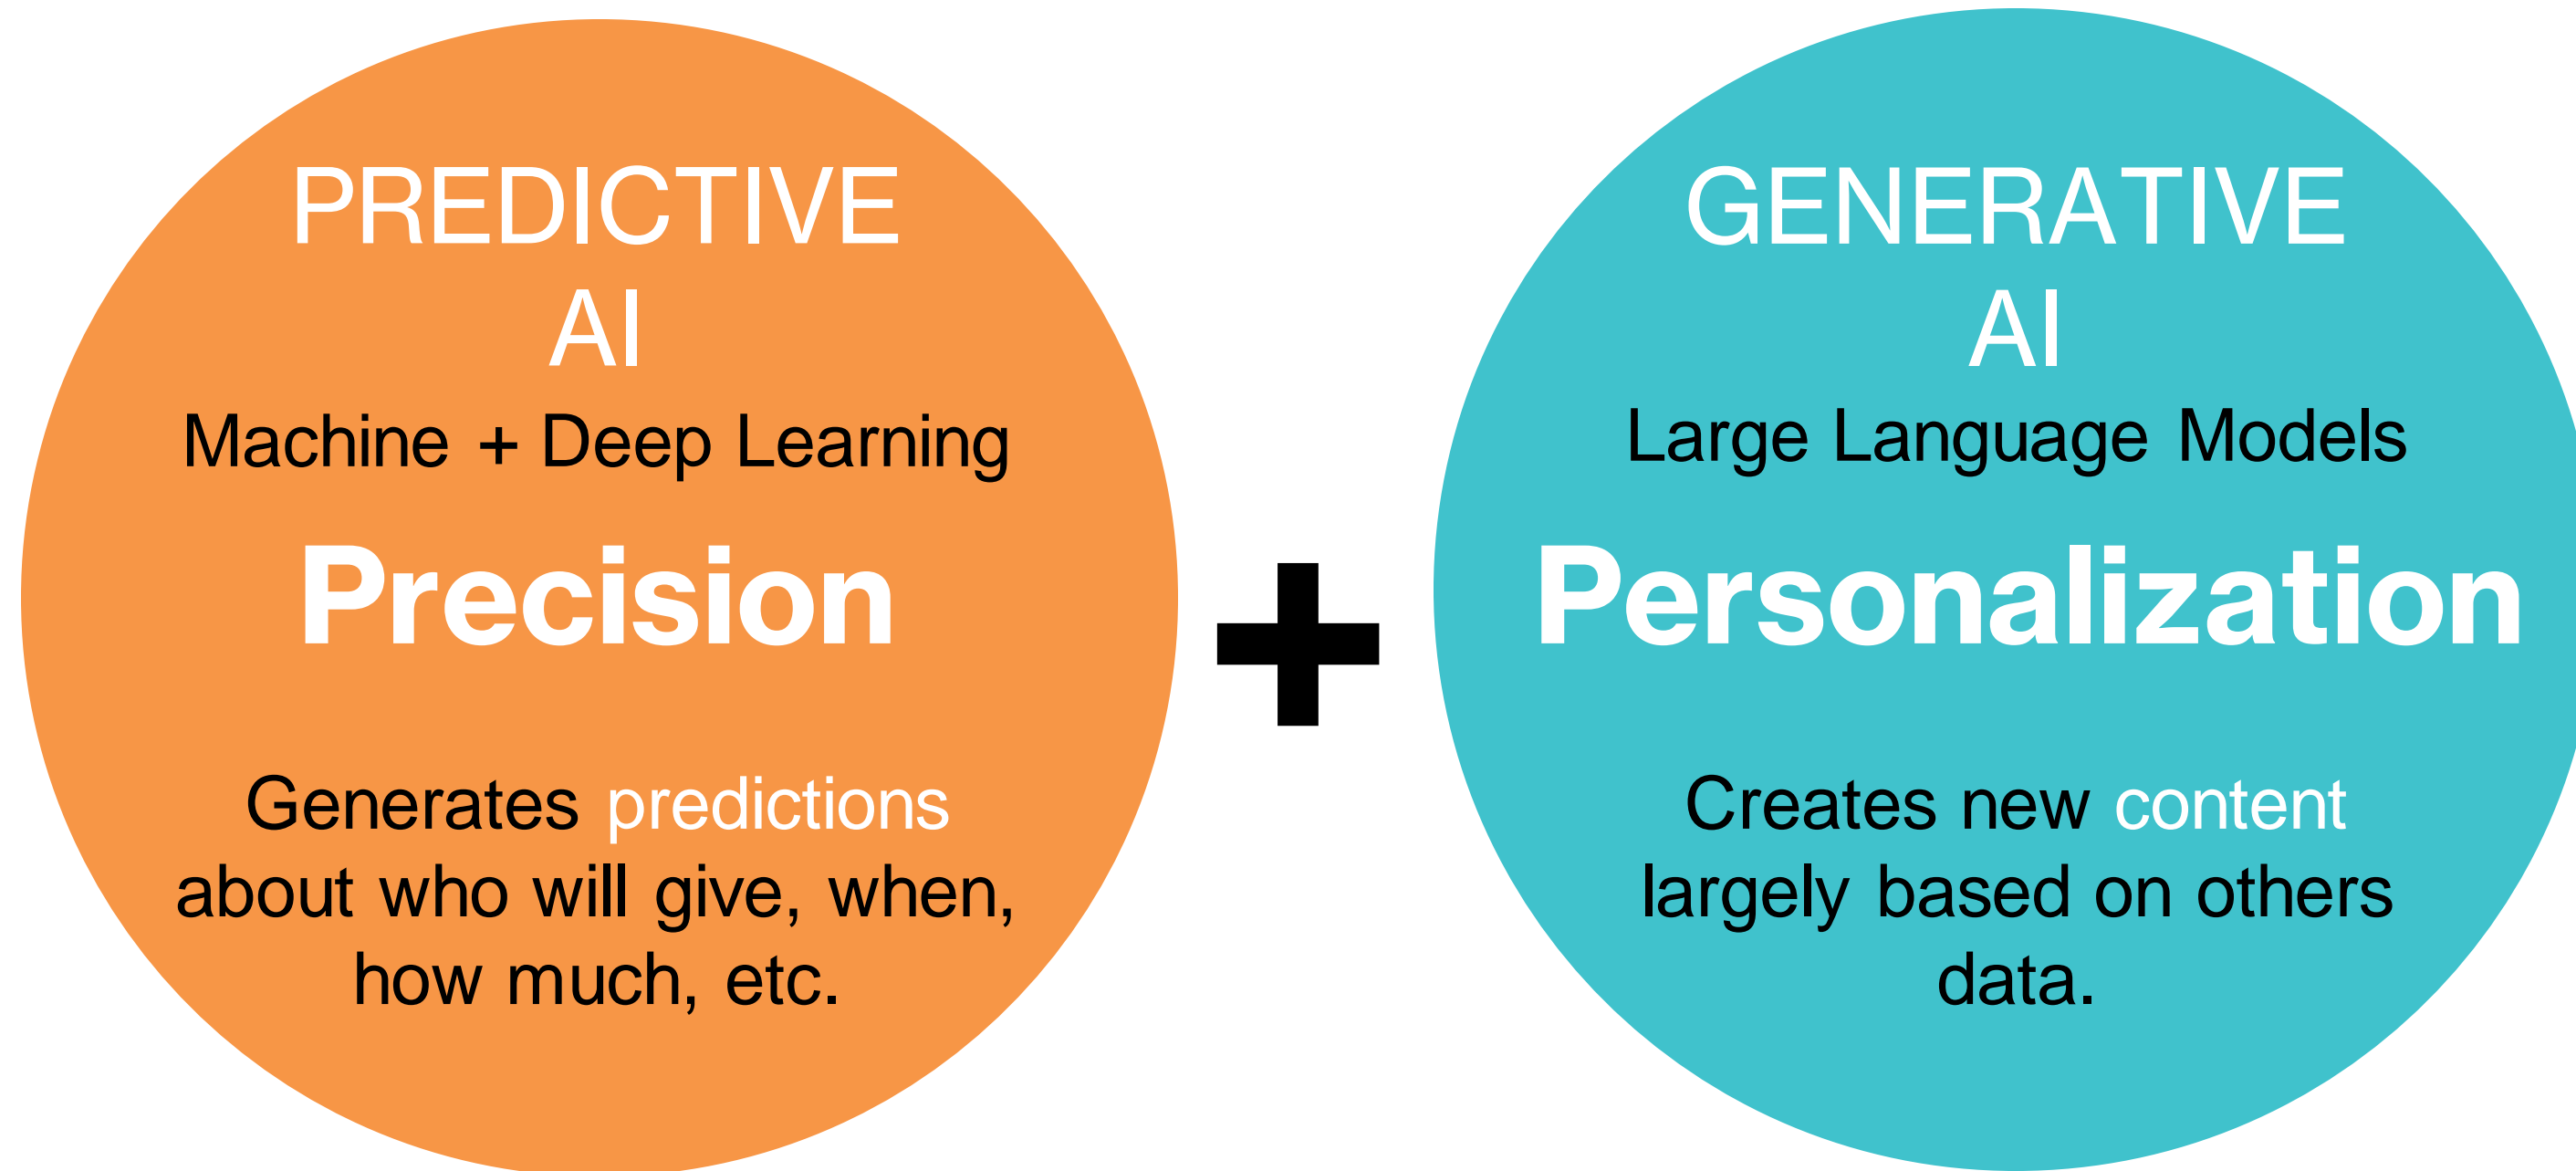 PREDICTIVE
AI
Machine + Deep Learning
Precision
Generates predictions
about who will give, when,
how much, etc.
+
GENERATIVE
AI
Large Language Models
Personalization
Creates new content
largely based on others
data.